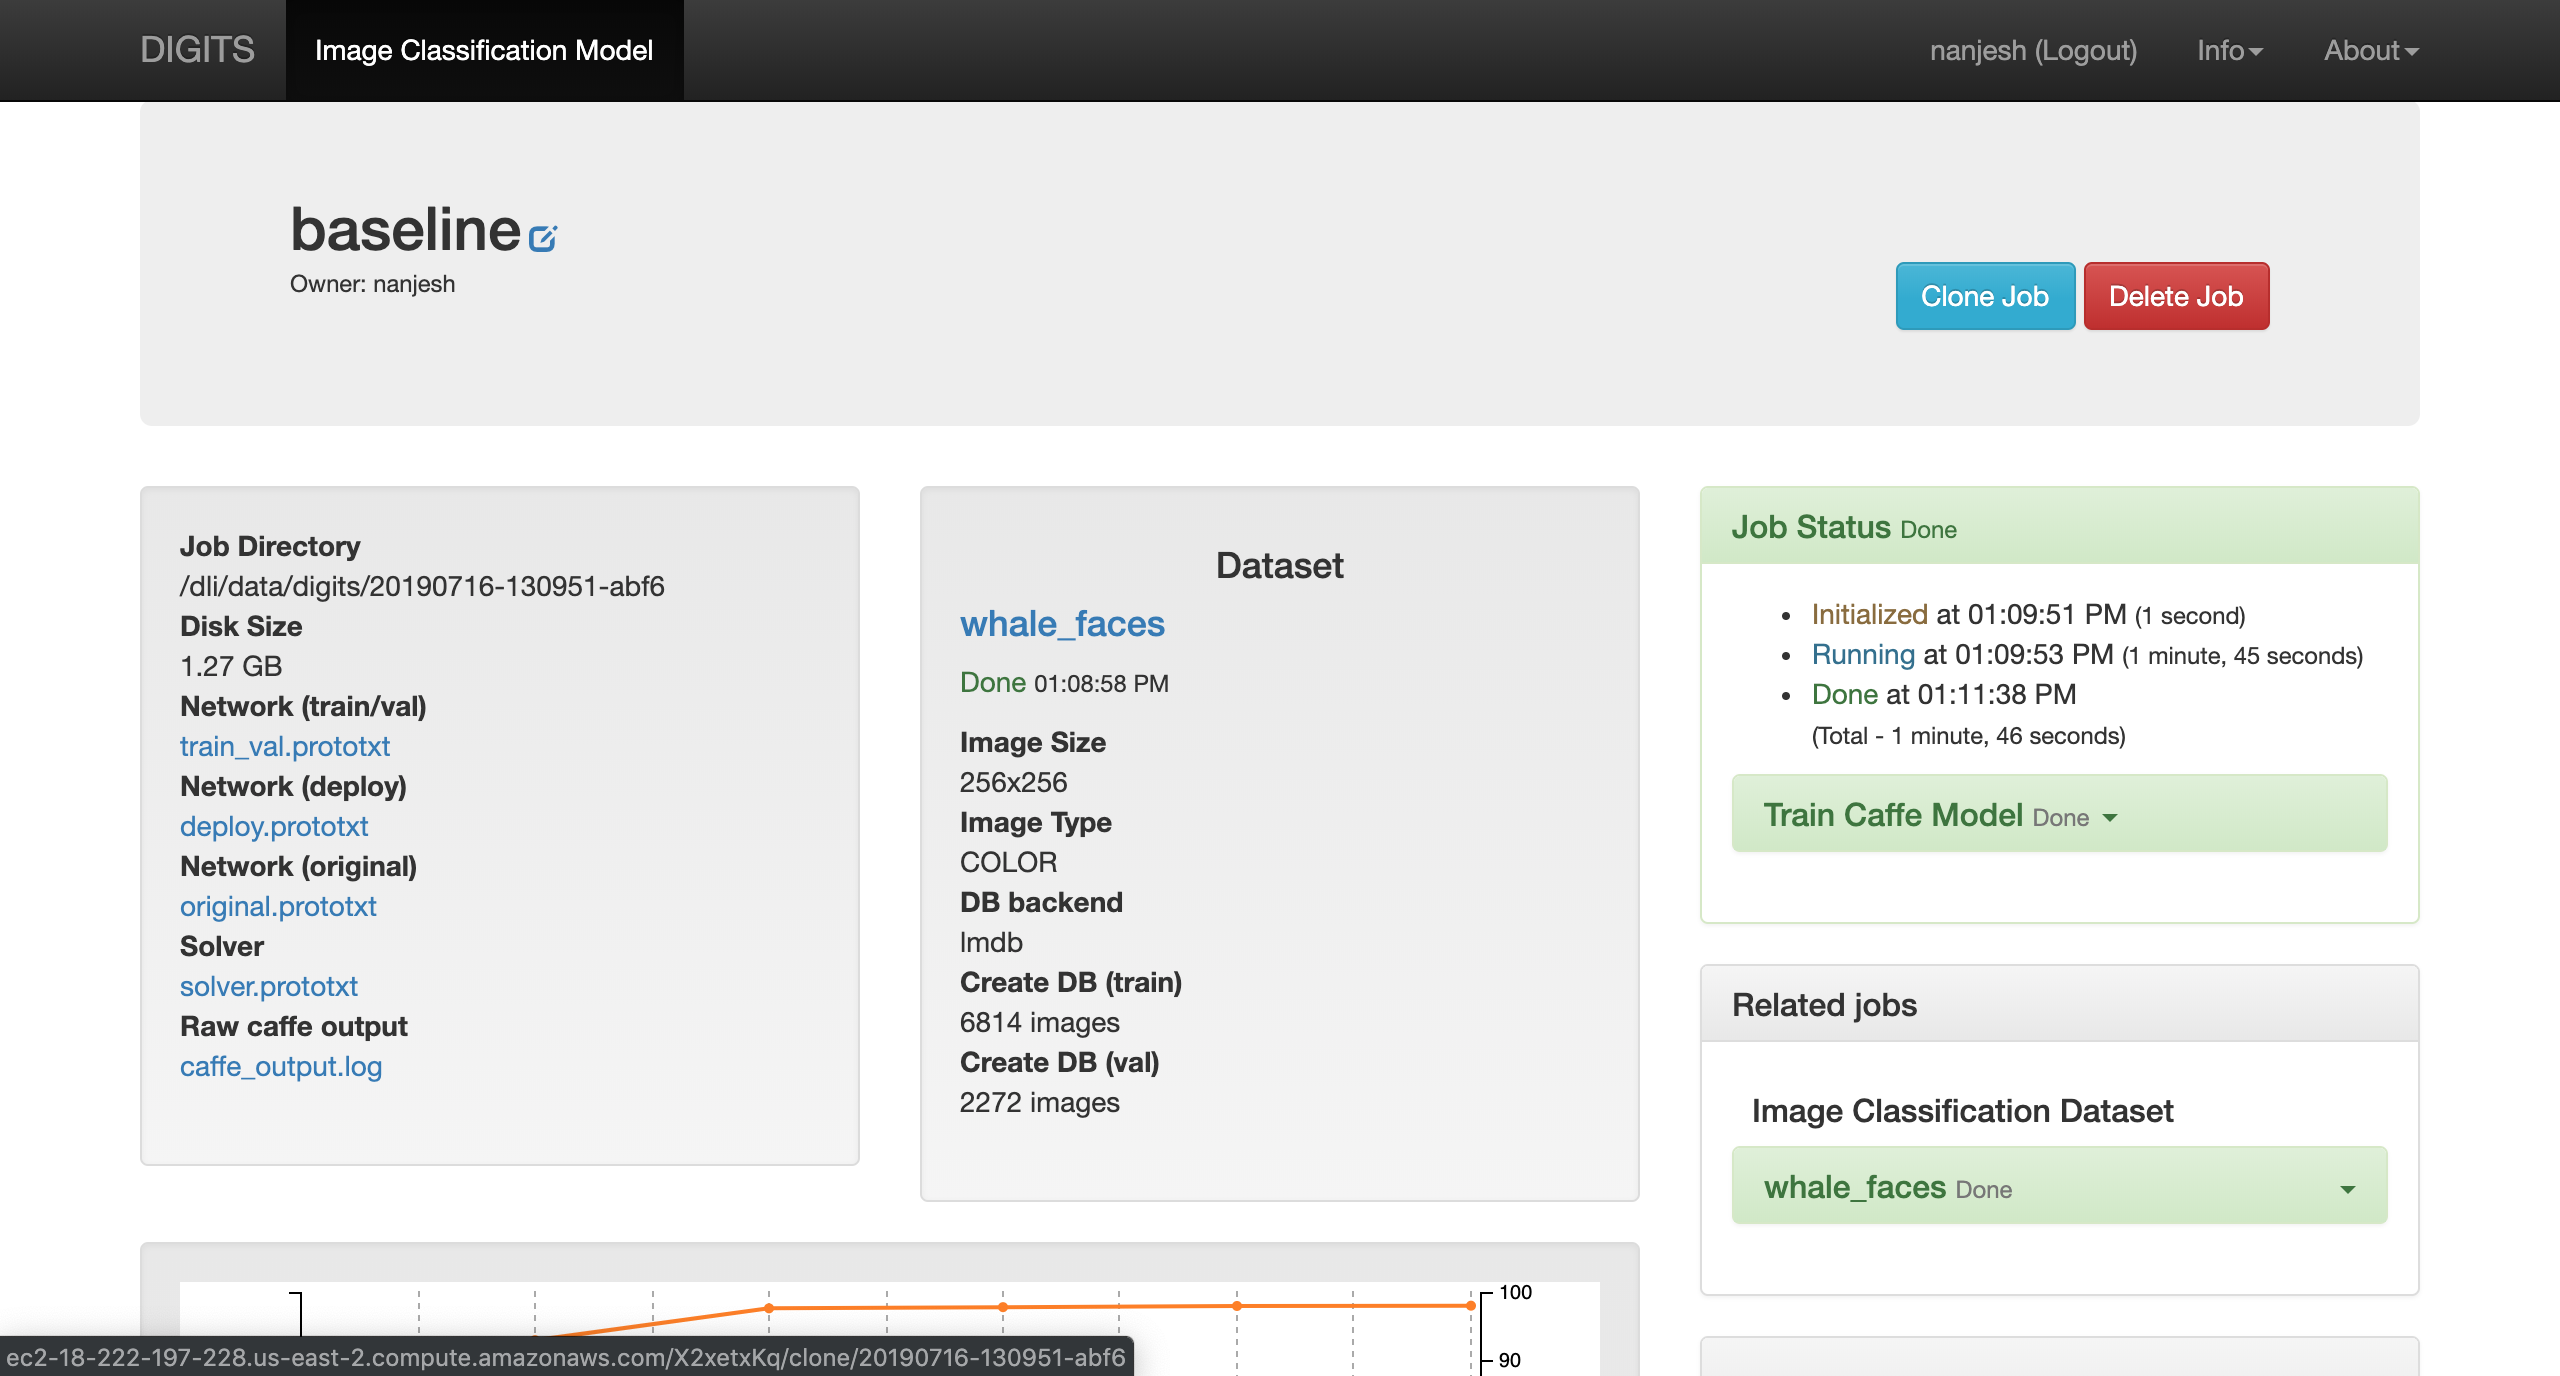 DIGITS
Image Classification Model
nanjesh (Logout)
Info
About
baseline
Owner: nanjesh
Clone Job
Delete Job
Job Directory
/dli/data/digits/20190716-130951-abf6
Disk Size
1.27 GB
Network (train/val)
train_val.prototxt
Network (deploy)
deploy.prototxt
Network (original)
original.prototxt
Solver
solver.prototxt
Raw caffe output
caffe_output.log
Dataset
whale_faces
Done 01:08:58 PM
Image Size
256x256
Image Type
COLOR
DB backend
lmdb
Create DB (train)
6814 images
Create DB (val)
2272 images
Job Status Done
Initialized at 01:09:51 PM (1 second)
Running at 01:09:53 PM (1 minute, 45 seconds)
Done at 01:11:38 PM
(Total - 1 minute, 46 seconds)
Train Caffe Model Done
Related jobs
Image Classification Dataset
whale_faces Done
100
90
ec2-18-222-197-228.us-east-2.compute.amazonaws.com/X2xetxKq/clone/20190716-130951-abf6